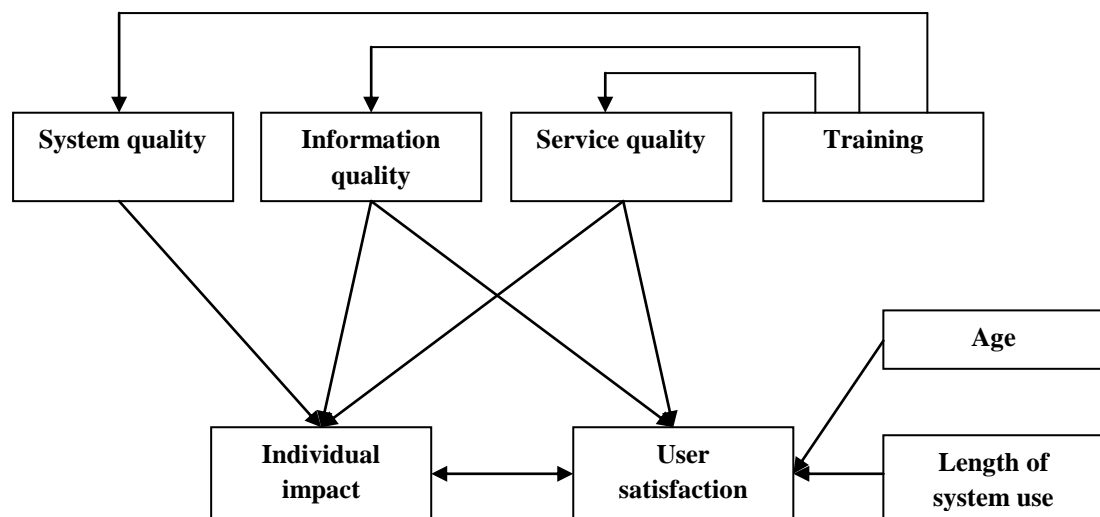 System quality
Information
quality
Service quality
Training
Age
Individual
impact
User
satisfaction
Length of
system use